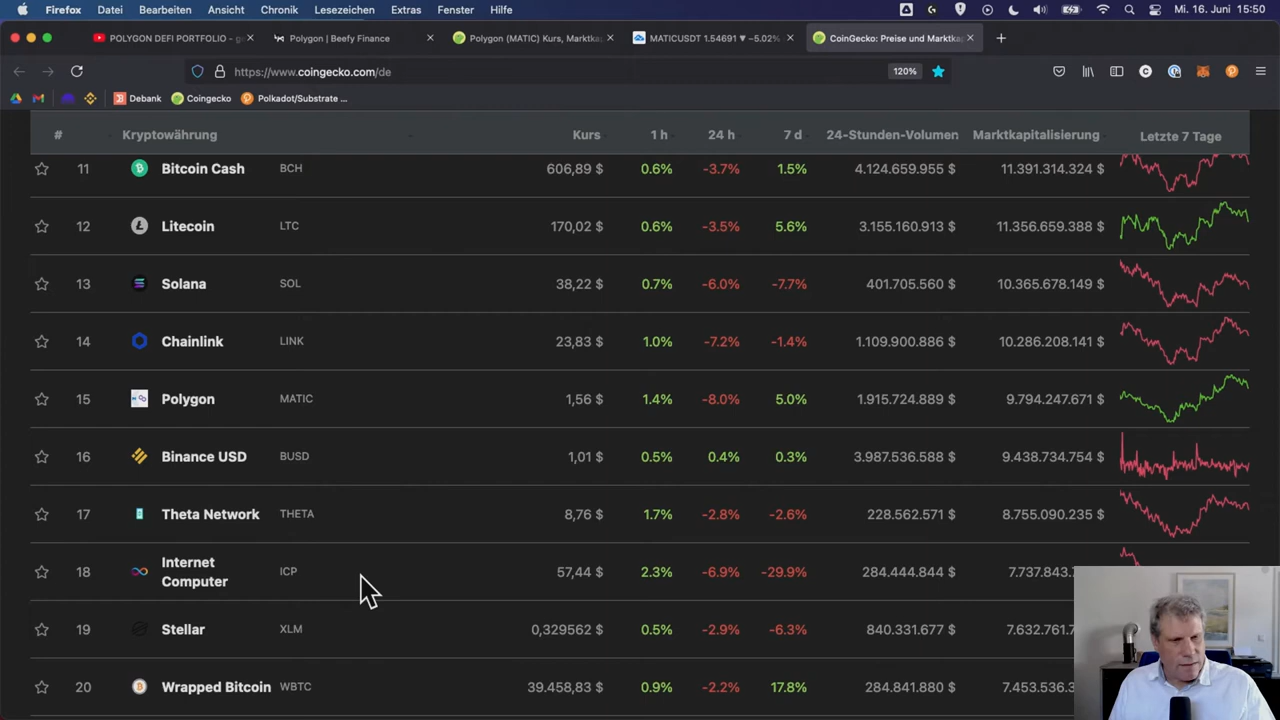 Firefox Datei Bearbeiten Ansicht Chronik Lesezeichen Extras Fenster Hilfe Mi. 16. Juni 15:50
POLYGON DEFI PORTFOLIO - Polygon | Beefy Finance Polygon (MATIC) Kurs, Marktka MATICUSDT 1.54691 ▼ −5.02% CoinGecko: Preise und Marktka
https://www.coingecko.com/de 120%
Debank Coingecko Polkadot/Substrate ...
# Kryptowährung Kurs 1 h 24 h 7 d 24-Stunden-Volumen Marktkapitalisierung Letzte 7 Tage
11 Bitcoin Cash BCH 606,89 $ 0.6% -3.7% 1.5% 4.124.659.955 $ 11.391.314.324 $
12 Litecoin LTC 170,02 $ 0.6% -3.5% 5.6% 3.155.160.913 $ 11.356.659.388 $
13 Solana SOL 38,22 $ 0.7% -6.0% -7.7% 401.705.560 $ 10.365.678.149 $
14 Chainlink LINK 23,83 $ 1.0% -7.2% -1.4% 1.109.900.886 $ 10.286.208.141 $
15 Polygon MATIC 1,56 $ 1.4% -8.0% 5.0% 1.915.724.889 $ 9.794.247.671 $
16 Binance USD BUSD 1,01 $ 0.5% 0.4% 0.3% 3.987.536.588 $ 9.438.734.754 $
17 Theta Network THETA 8,76 $ 1.7% -2.8% -2.6% 228.562.571 $ 8.755.090.235 $
18 Internet Computer ICP 57,44 $ 2.3% -6.9% -29.9% 284.444.844 $ 7.737.843.
19 Stellar XLM 0,329562 $ 0.5% -2.9% -6.3% 840.331.677 $ 7.632.761.7
20 Wrapped Bitcoin WBTC 39.458,83 $ 0.9% -2.2% 17.8% 284.841.880 $ 7.453.536.3